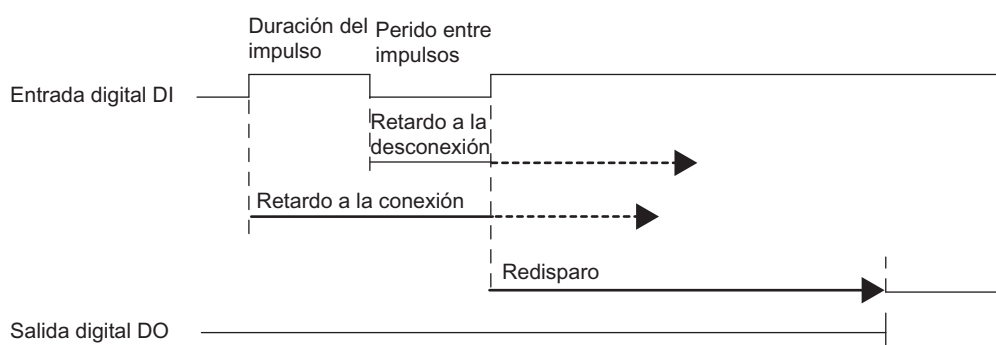 Duración del
impulso
Perido entre
impulsos
Entrada digital DI
Retardo a la
desconexión
Retardo a la conexión
Redisparo
Salida digital DO